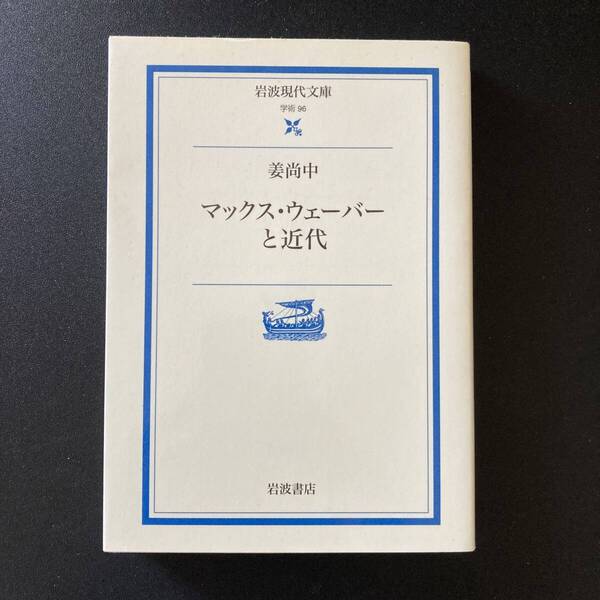 岩波現代文庫
学術 96
姜尚中
マックス・ウェーバー
と近代
岩波書店